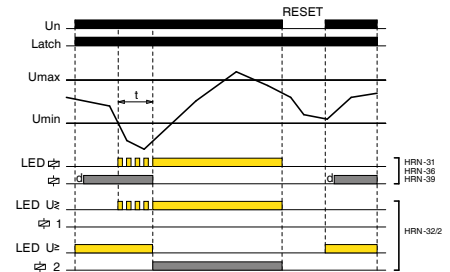 RESET
Un
Latch
Umax
t
Umin
LED
HRN-31
HRN-36
HRN-39
d
d
LED U≥
1
HRN-32/2
LED U≥
2